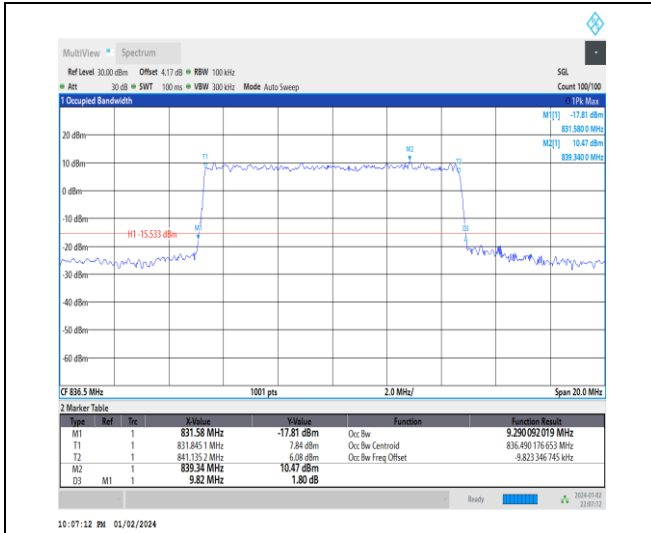 MultiView Spectrum
Ref Level 30.00 dBm Offset 4.17 dB RBW 100 kHz SGL
Att 30 dB SWT 100 ms VBW 300 kHz Mode Auto Sweep Count 100/100
1 Occupied Bandwidth 1Pk Max
M1[1] -17.81 dBm
831.580 0 MHz
M2[1] 10.47 dBm
839.340 0 MHz
20 dBm
M2
T1 T2
10 dBm
0 dBm
-10 dBm
H1 -15.533 dBm M1 D3
-20 dBm
-30 dBm
-40 dBm
-50 dBm
-60 dBm
CF 836.5 MHz 1001 pts 2.0 MHz/ Span 20.0 MHz
2 Marker Table
Type Ref Trc X-Value Y-Value Function Function Result
M1 1 831.58 MHz -17.81 dBm Occ Bw 9.290 092 019 MHz
T1 1 831.845 1 MHz 7.84 dBm Occ Bw Centroid 836.490 176 653 MHz
T2 1 841.135 2 MHz 6.08 dBm Occ Bw Freq Offset -9.823 346 745 kHz
M2 1 839.34 MHz 10.47 dBm
D3 M1 1 9.82 MHz 1.80 dB
Ready 2024-01-02
22:07:12
10:07:12 PM 01/02/2024